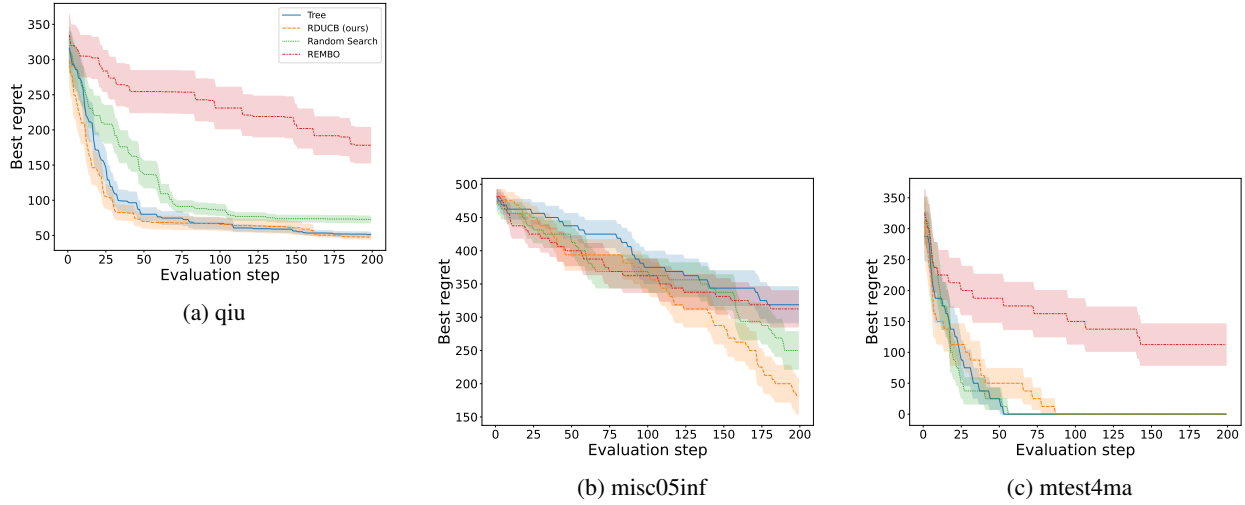 Best regret
350
300
250
200
150
100
50
Tree
RDUCB (ours)
Random Search
REMBO
0 25 50 75 100 125 150 175 200
Evaluation step
(a) qiu
Best regret
500
450
400
350
300
250
200
150
0 25 50 75 100 125 150 175 200
Evaluation step
(b) misc05inf
Best regret
350
300
250
200
150
100
50
0
0 25 50 75 100 125 150 175 200
Evaluation step
(c) mtest4ma